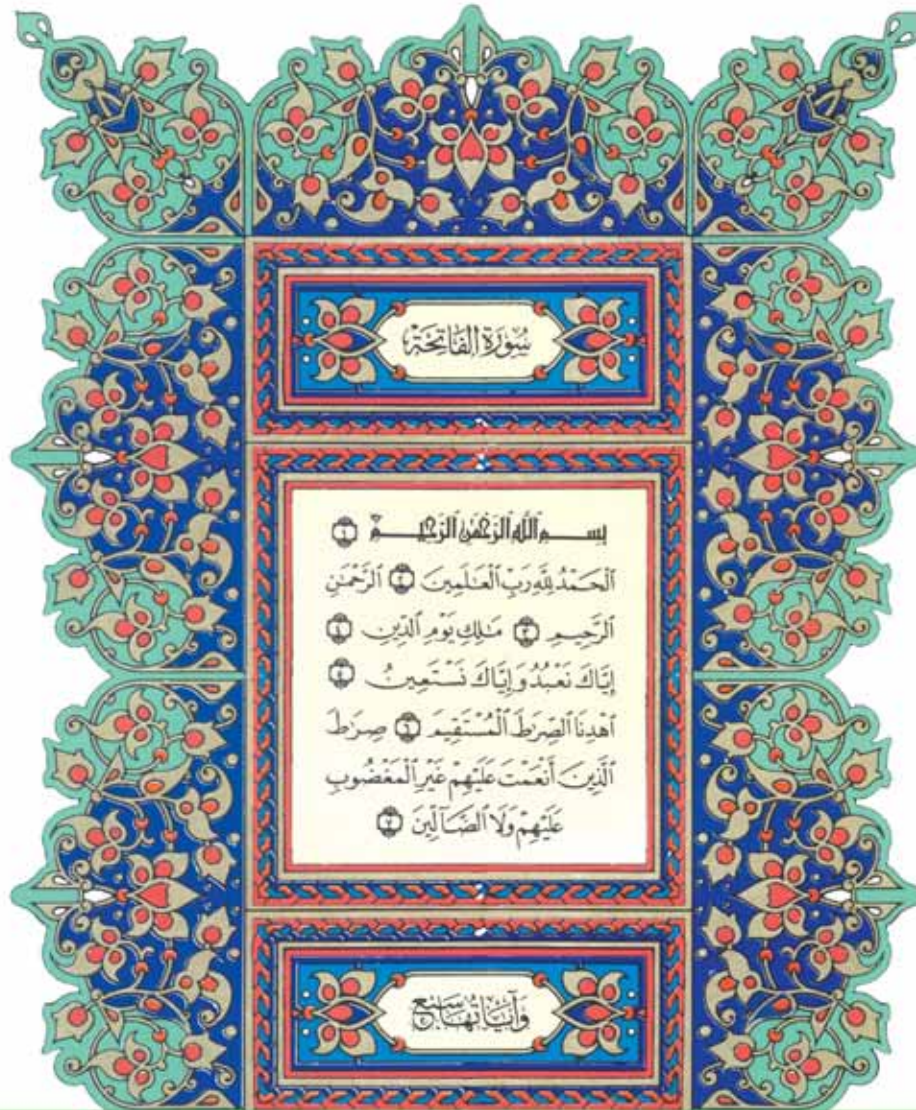 سُورَةُ الفَاتِحَةِ
بِسْمِ ٱللَّهِ ٱلرَّحْمَٰنِ ٱلرَّحِيمِ ١
ٱلْحَمْدُ لِلَّهِ رَبِّ ٱلْعَٰلَمِينَ ٢ ٱلرَّحْمَٰنِ
ٱلرَّحِيمِ ٣ مَٰلِكِ يَوْمِ ٱلدِّينِ ٤
إِيَّاكَ نَعْبُدُ وَإِيَّاكَ نَسْتَعِينُ ٥
ٱهْدِنَا ٱلصِّرَٰطَ ٱلْمُسْتَقِيمَ ٦ صِرَٰطَ
ٱلَّذِينَ أَنْعَمْتَ عَلَيْهِمْ غَيْرِ ٱلْمَغْضُوبِ
عَلَيْهِمْ وَلَا ٱلضَّآلِّينَ ٧
وَآيَاتُهَا سَبْعٌ